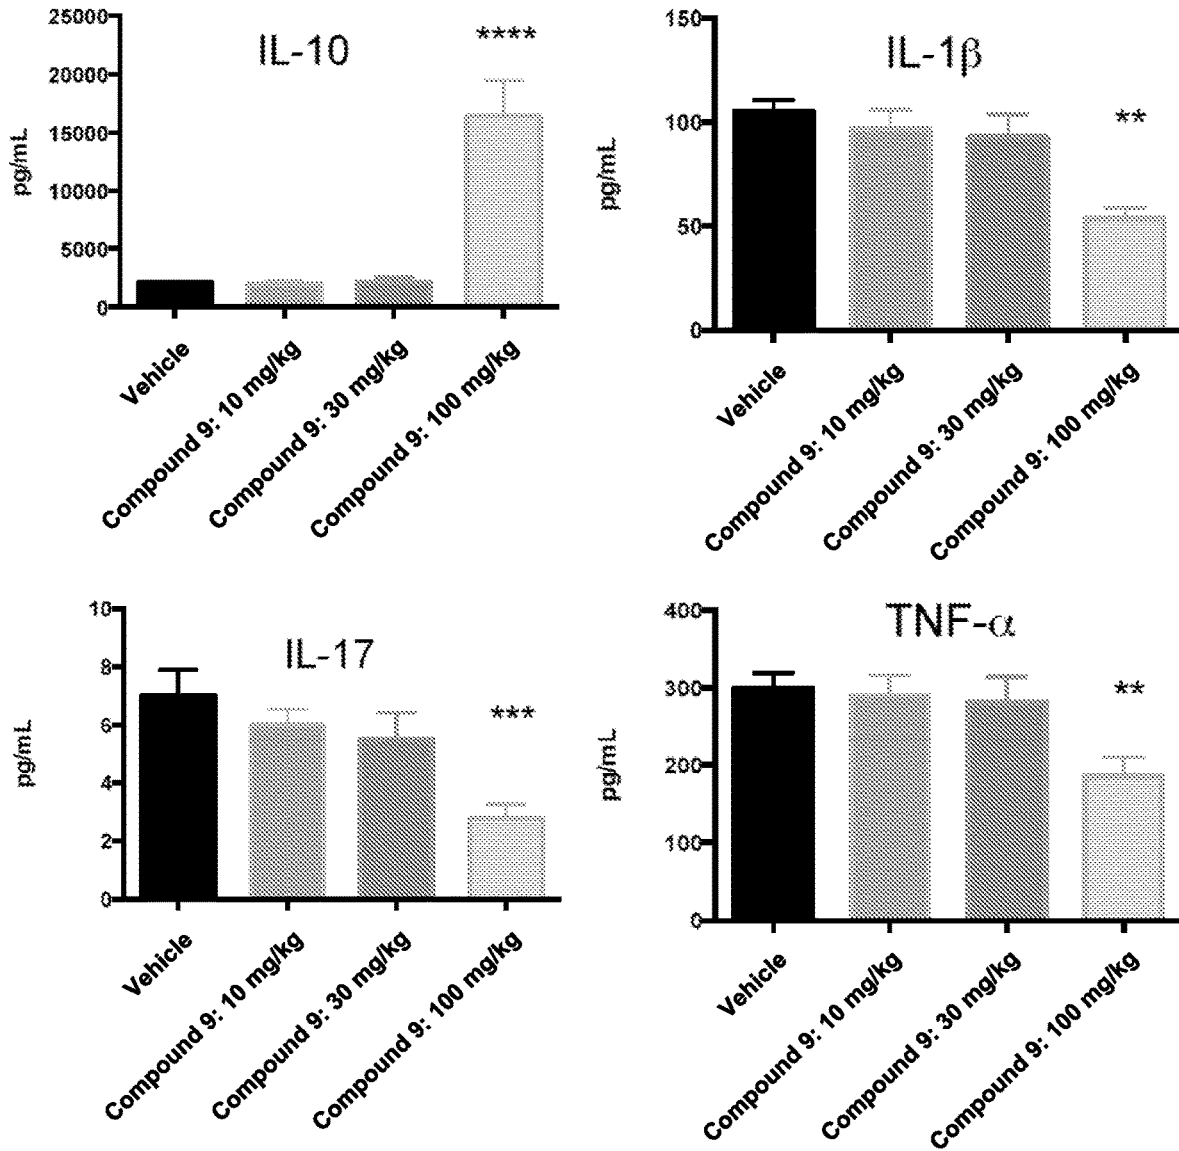 IL-10
****
pg/mL
25000
20000
15000
10000
5000
0
Vehicle
Compound 9: 10 mg/kg
Compound 9: 30 mg/kg
Compound 9: 100 mg/kg
IL-1β
**
pg/mL
150
100
50
0
Vehicle
Compound 9: 10 mg/kg
Compound 9: 30 mg/kg
Compound 9: 100 mg/kg
IL-17
***
pg/mL
10
8
6
4
2
0
Vehicle
Compound 9: 10 mg/kg
Compound 9: 30 mg/kg
Compound 9: 100 mg/kg
TNF-α
**
pg/mL
400
300
200
100
0
Vehicle
Compound 9: 10 mg/kg
Compound 9: 30 mg/kg
Compound 9: 100 mg/kg